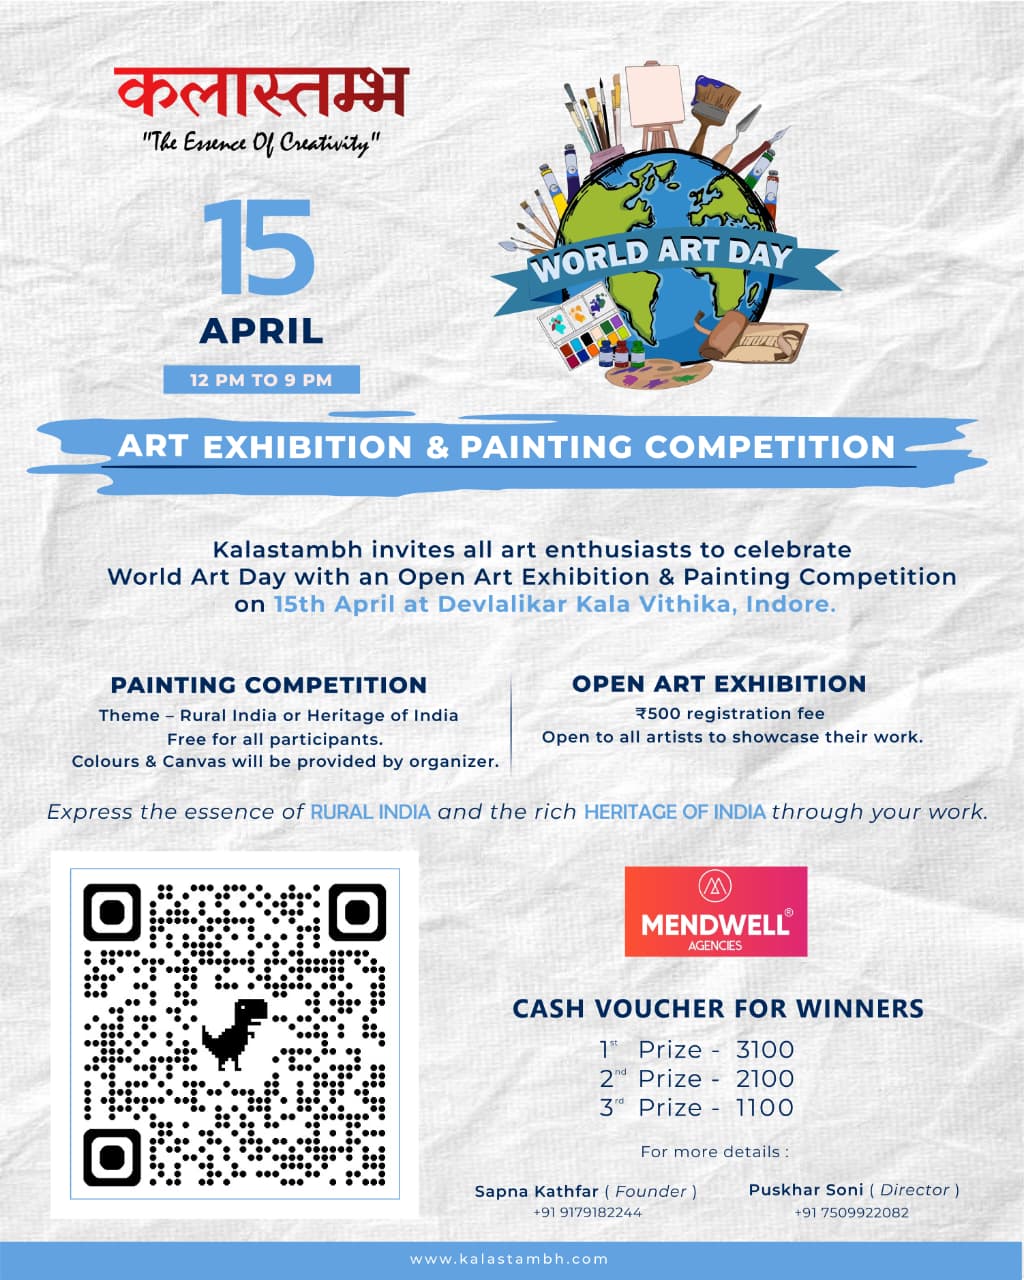 कलास्तम्भ
"The Essence Of Creativity"
15
APRIL
12 PM TO 9 PM
WORLD ART DAY
ART EXHIBITION & PAINTING COMPETITION
Kalastambh invites all art enthusiasts to celebrate
World Art Day with an Open Art Exhibition & Painting Competition
on 15th April at Devlalikar Kala Vithika, Indore.
PAINTING COMPETITION
Theme – Rural India or Heritage of India
Free for all participants.
Colours & Canvas will be provided by organizer.
OPEN ART EXHIBITION
₹500 registration fee
Open to all artists to showcase their work.
Express the essence of RURAL INDIA and the rich HERITAGE OF INDIA through your work.
MENDWELL®
AGENCIES
CASH VOUCHER FOR WINNERS
1st Prize - 3100
2nd Prize - 2100
3rd Prize - 1100
For more details :
Sapna Kathfar ( Founder )
+91 9179182244
Puskhar Soni ( Director )
+91 7509922082
www.kalastambh.com